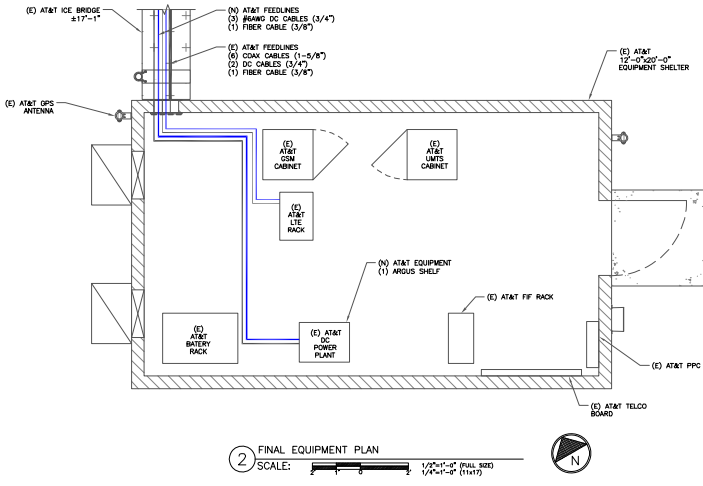 (E) AT&T ICE BRIDGE
±17'-1"
(N) AT&T FEEDLINES
(3) #6AWG DC CABLES (3/4")
(1) FIBER CABLE (3/8")
(E) AT&T FEEDLINES
(6) COAX CABLES (1-5/8")
(2) DC CABLES (3/4")
(1) FIBER CABLE (3/8")
(E) AT&T
12'-0"x20'-0"
EQUIPMENT SHELTER
(E) AT&T GPS
ANTENNA
(E)
AT&T
GSM
CABINET
(E)
AT&T
UMTS
CABINET
(E)
AT&T
LTE
RACK
(N) AT&T EQUIPMENT
(1) ARGUS SHELF
(E) AT&T FIF RACK
(E)
AT&T
BATERY
RACK
(E) AT&T
DC
POWER
PLANT
(E) AT&T PPC
(E) AT&T TELCO
BOARD
2
FINAL EQUIPMENT PLAN
SCALE:
2' 1' 0 2'
1/2"=1'-0" (FULL SIZE)
1/4"=1'-0" (11x17)
N